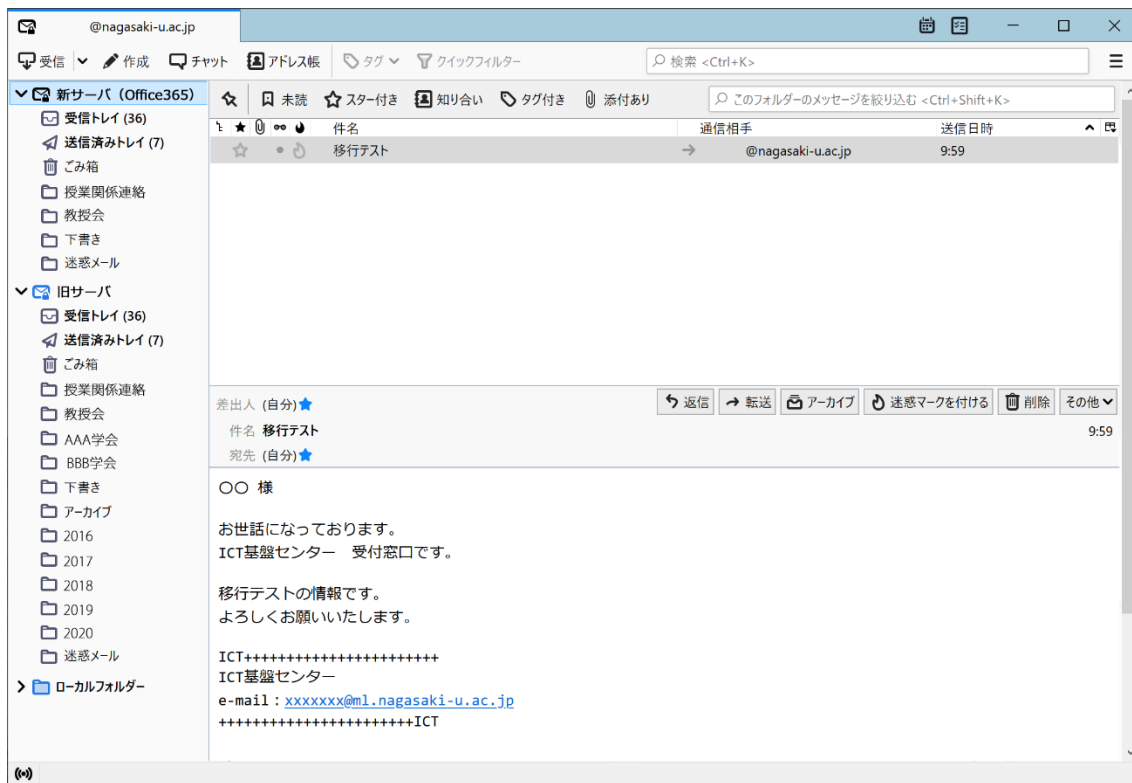 @nagasaki-u.ac.jp
受信 作成 チャット アドレス帳 タグ クイックフィルター 検索 <Ctrl+K>
新サーバ（Office365）
受信トレイ (36)
送信済みトレイ (7)
ごみ箱
授業関係連絡
教授会
下書き
迷惑メール
旧サーバ
受信トレイ (36)
送信済みトレイ (7)
ごみ箱
授業関係連絡
教授会
AAA学会
BBB学会
下書き
アーカイブ
2016
2017
2018
2019
2020
迷惑メール
ローカルフォルダー
未読 スター付き 知り合い タグ付き 添付あり このフォルダーのメッセージを絞り込む <Ctrl+Shift+K>
件名 通信相手 送信日時
移行テスト @nagasaki-u.ac.jp 9:59
差出人 (自分) 返信 転送 アーカイブ 迷惑マークを付ける 削除 その他
件名 移行テスト 9:59
宛先 (自分)
〇〇 様
お世話になっております。
ICT基盤センター　受付窓口です。
移行テストの情報です。
よろしくお願いいたします。
ICT+++++++++++++++++++++++
ICT基盤センター
e-mail：xxxxxxx@ml.nagasaki-u.ac.jp
+++++++++++++++++++++++ICT